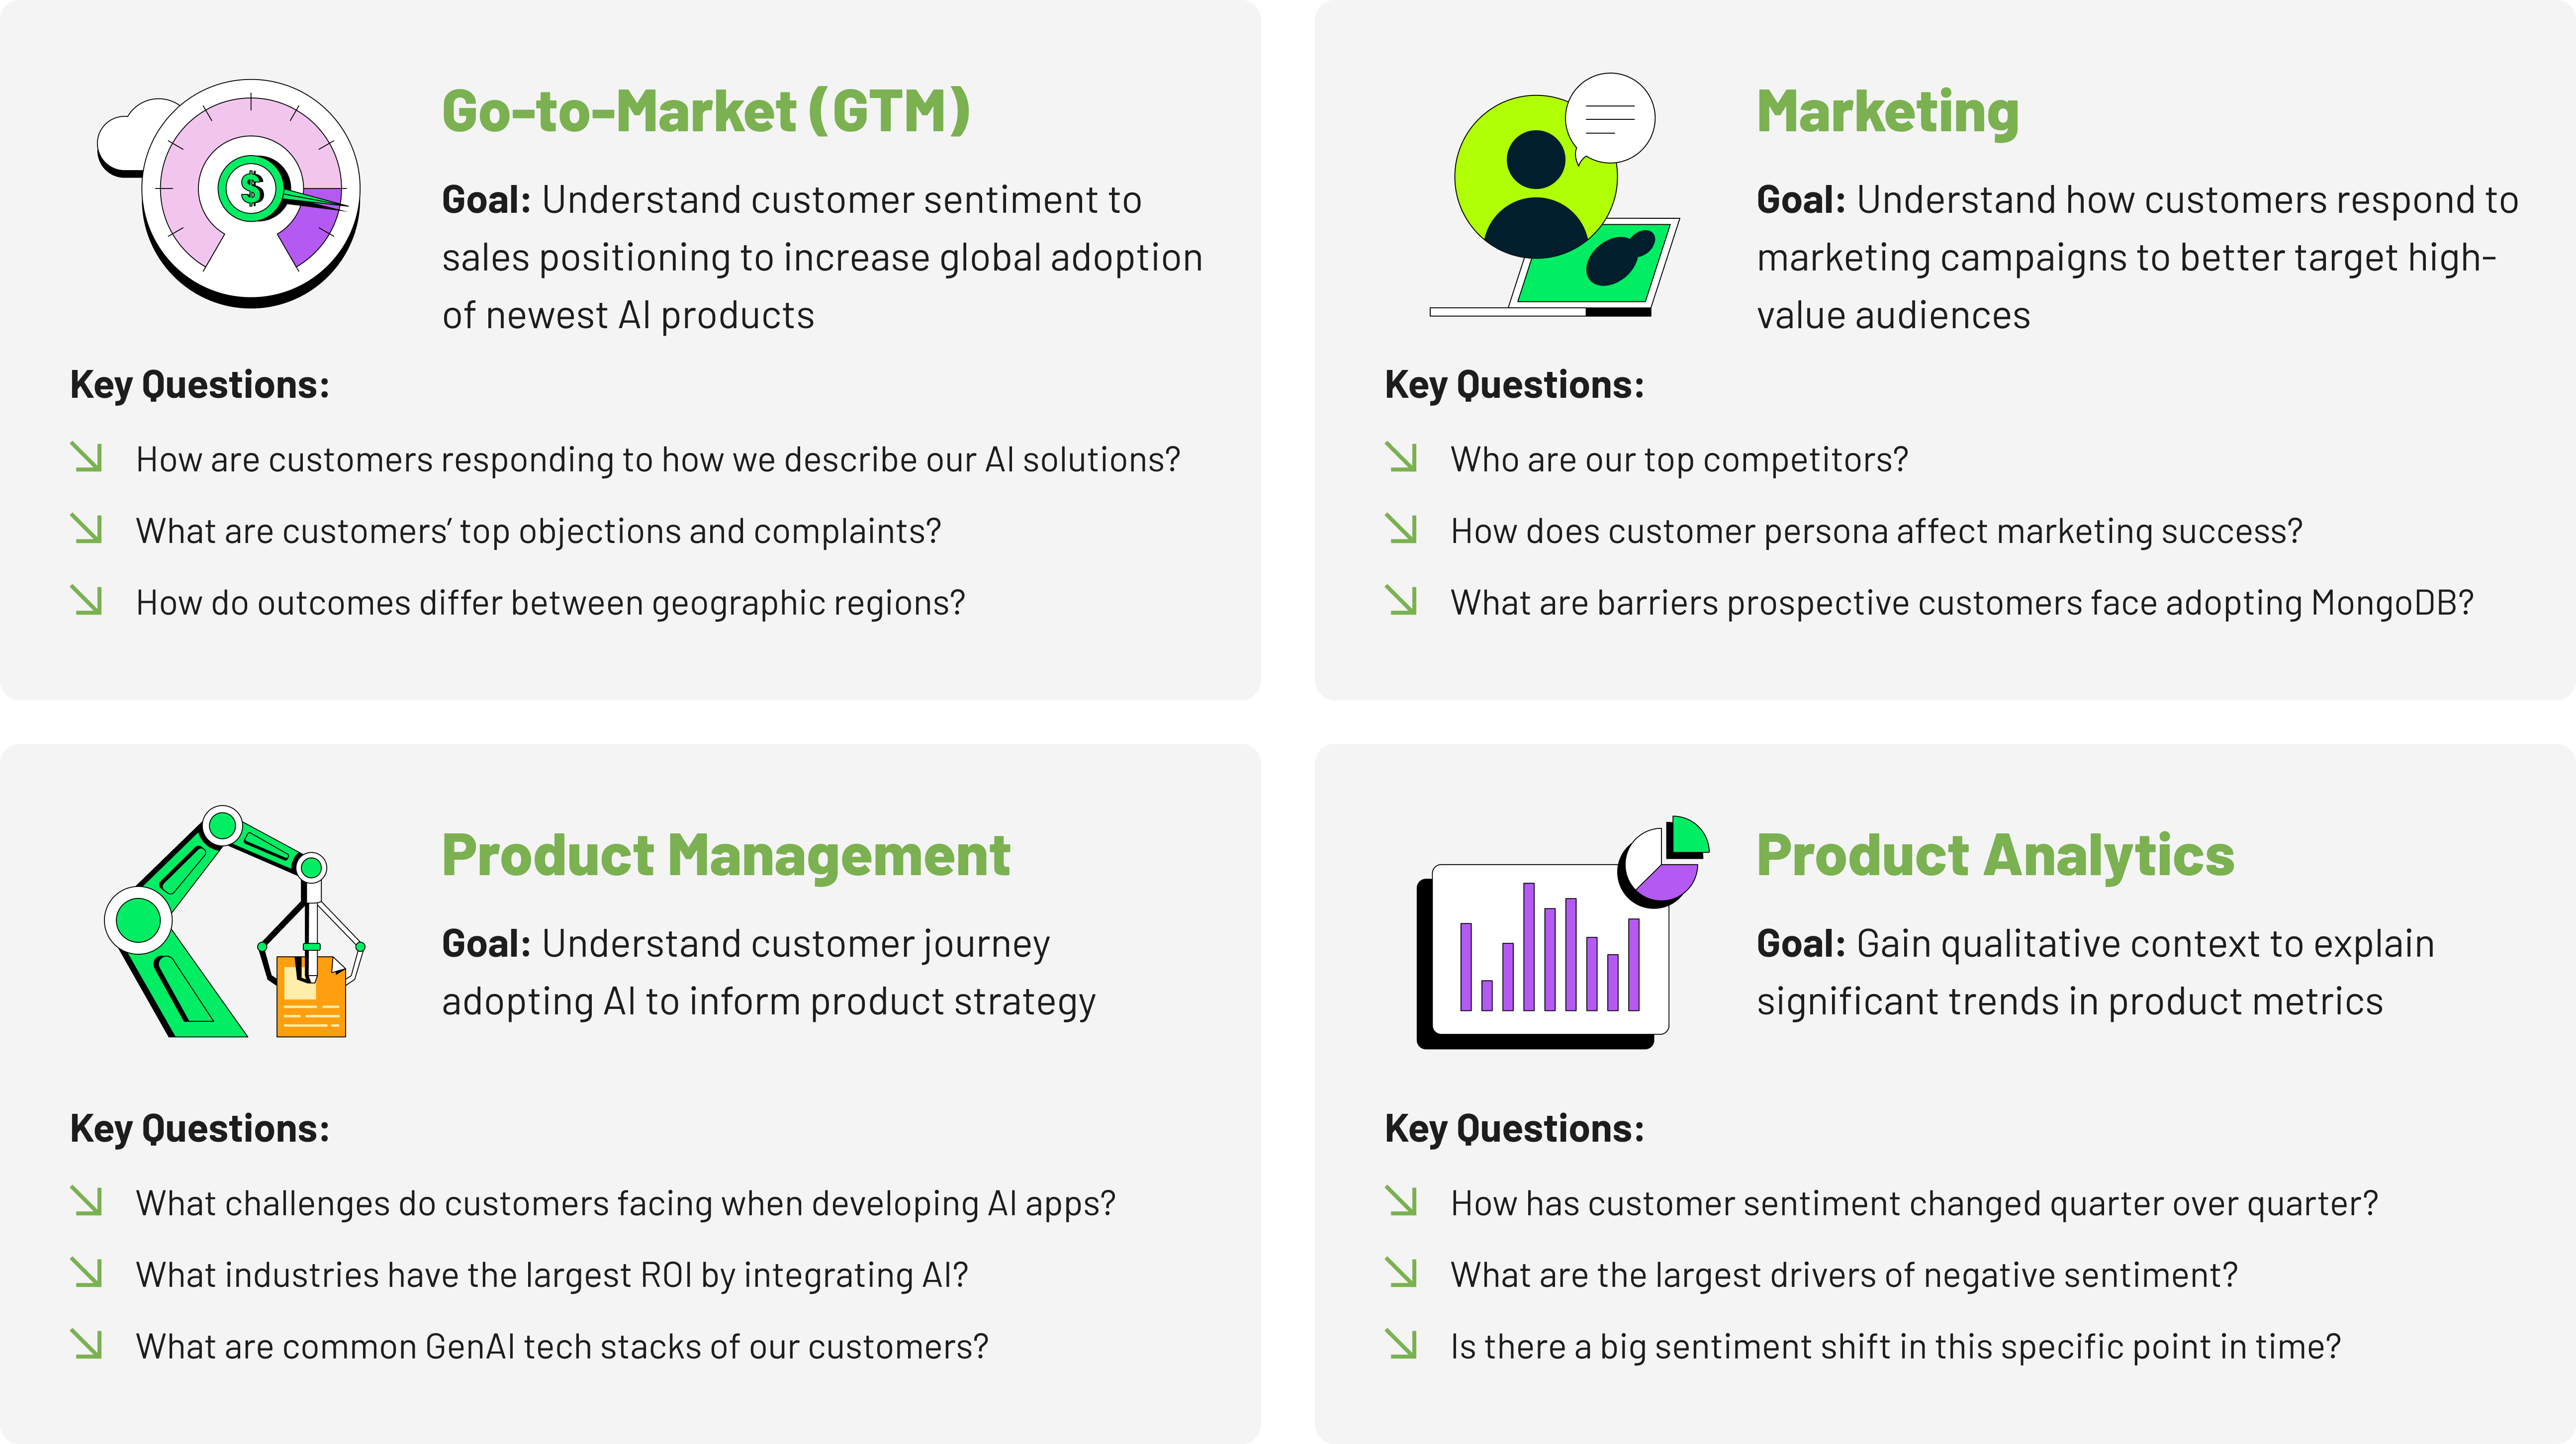 Go-to-Market (GTM)
Goal: Understand customer sentiment to
sales positioning to increase global adoption
of newest AI products
Key Questions:
How are customers responding to how we describe our AI solutions?
What are customers’ top objections and complaints?
How do outcomes differ between geographic regions?
Marketing
Goal: Understand how customers respond to
marketing campaigns to better target high-
value audiences
Key Questions:
Who are our top competitors?
How does customer persona affect marketing success?
What are barriers prospective customers face adopting MongoDB?
Product Management
Goal: Understand customer journey
adopting AI to inform product strategy
Key Questions:
What challenges do customers facing when developing AI apps?
What industries have the largest ROI by integrating AI?
What are common GenAI tech stacks of our customers?
Product Analytics
Goal: Gain qualitative context to explain
significant trends in product metrics
Key Questions:
How has customer sentiment changed quarter over quarter?
What are the largest drivers of negative sentiment?
Is there a big sentiment shift in this specific point in time?
$